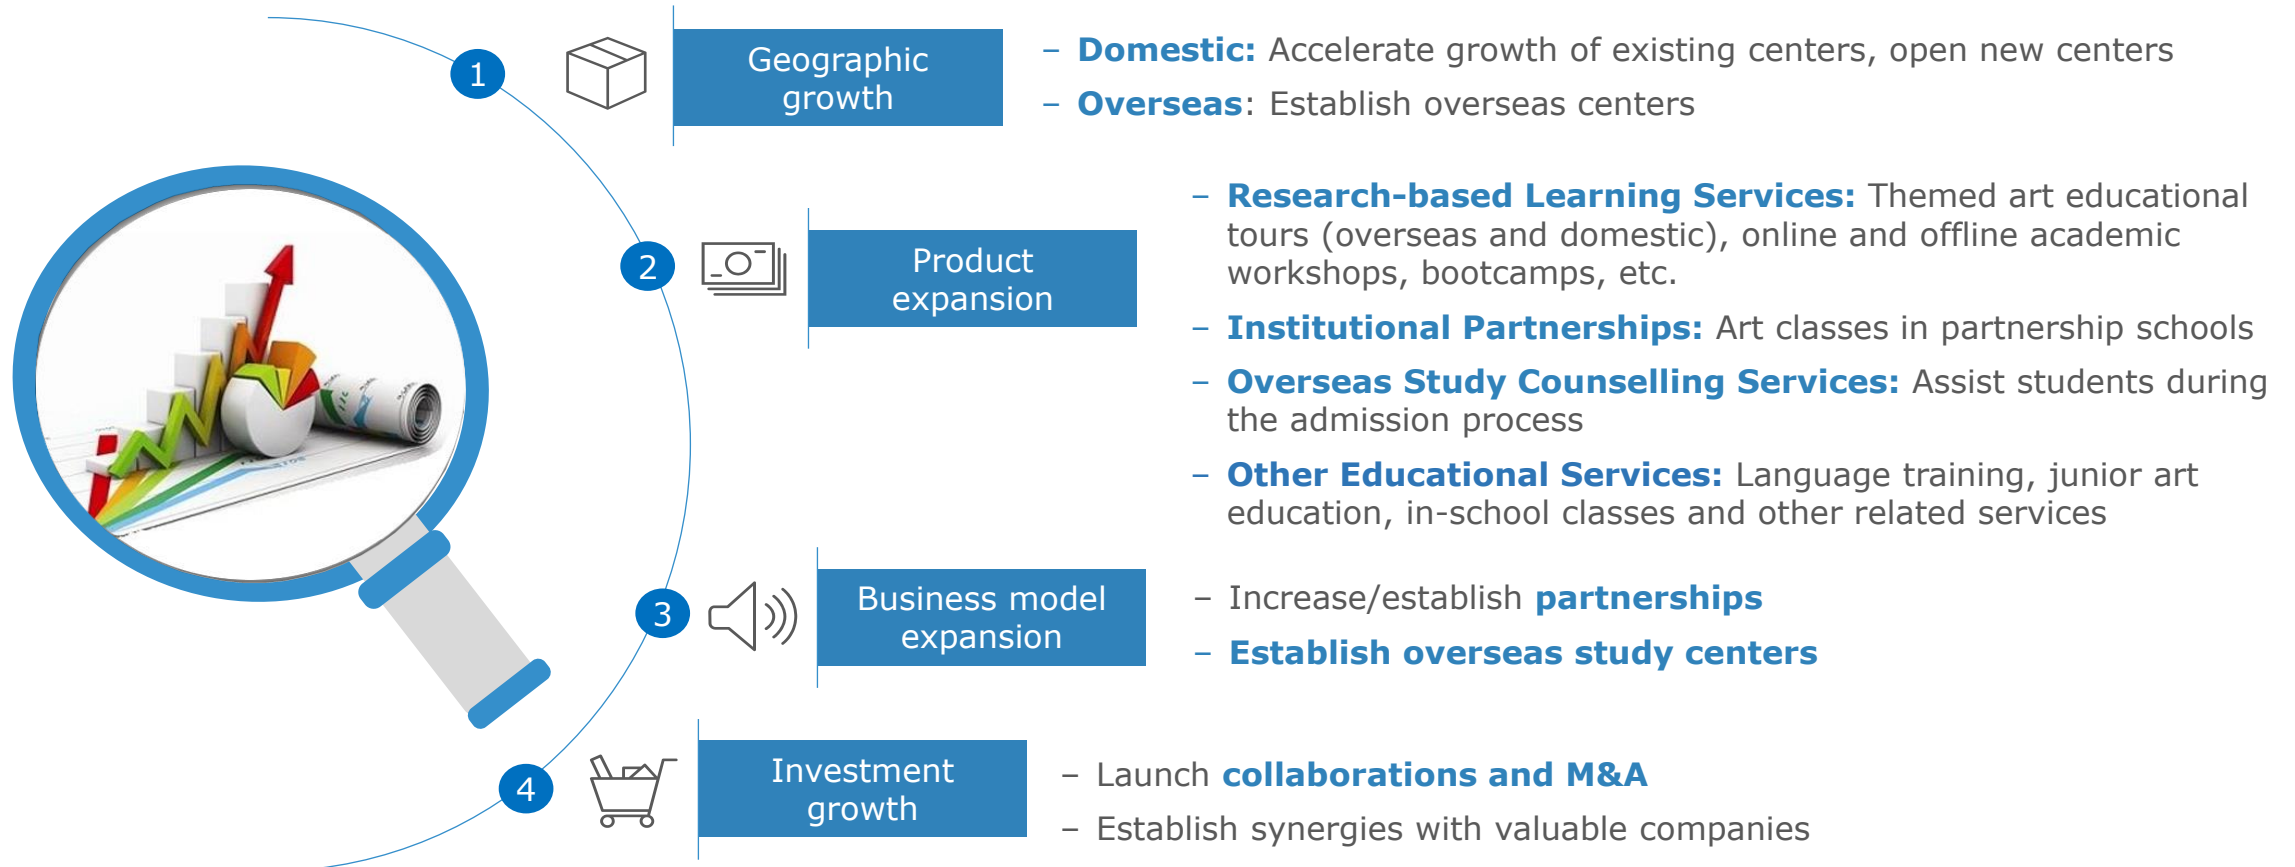 1
Geographic
growth
– Domestic: Accelerate growth of existing centers, open new centers
– Overseas: Establish overseas centers
2
Product
expansion
– Research-based Learning Services: Themed art educational
tours (overseas and domestic), online and offline academic
workshops, bootcamps, etc.
– Institutional Partnerships: Art classes in partnership schools
– Overseas Study Counselling Services: Assist students during
the admission process
– Other Educational Services: Language training, junior art
education, in-school classes and other related services
3
Business model
expansion
– Increase/establish partnerships
– Establish overseas study centers
4
Investment
growth
– Launch collaborations and M&A
– Establish synergies with valuable companies